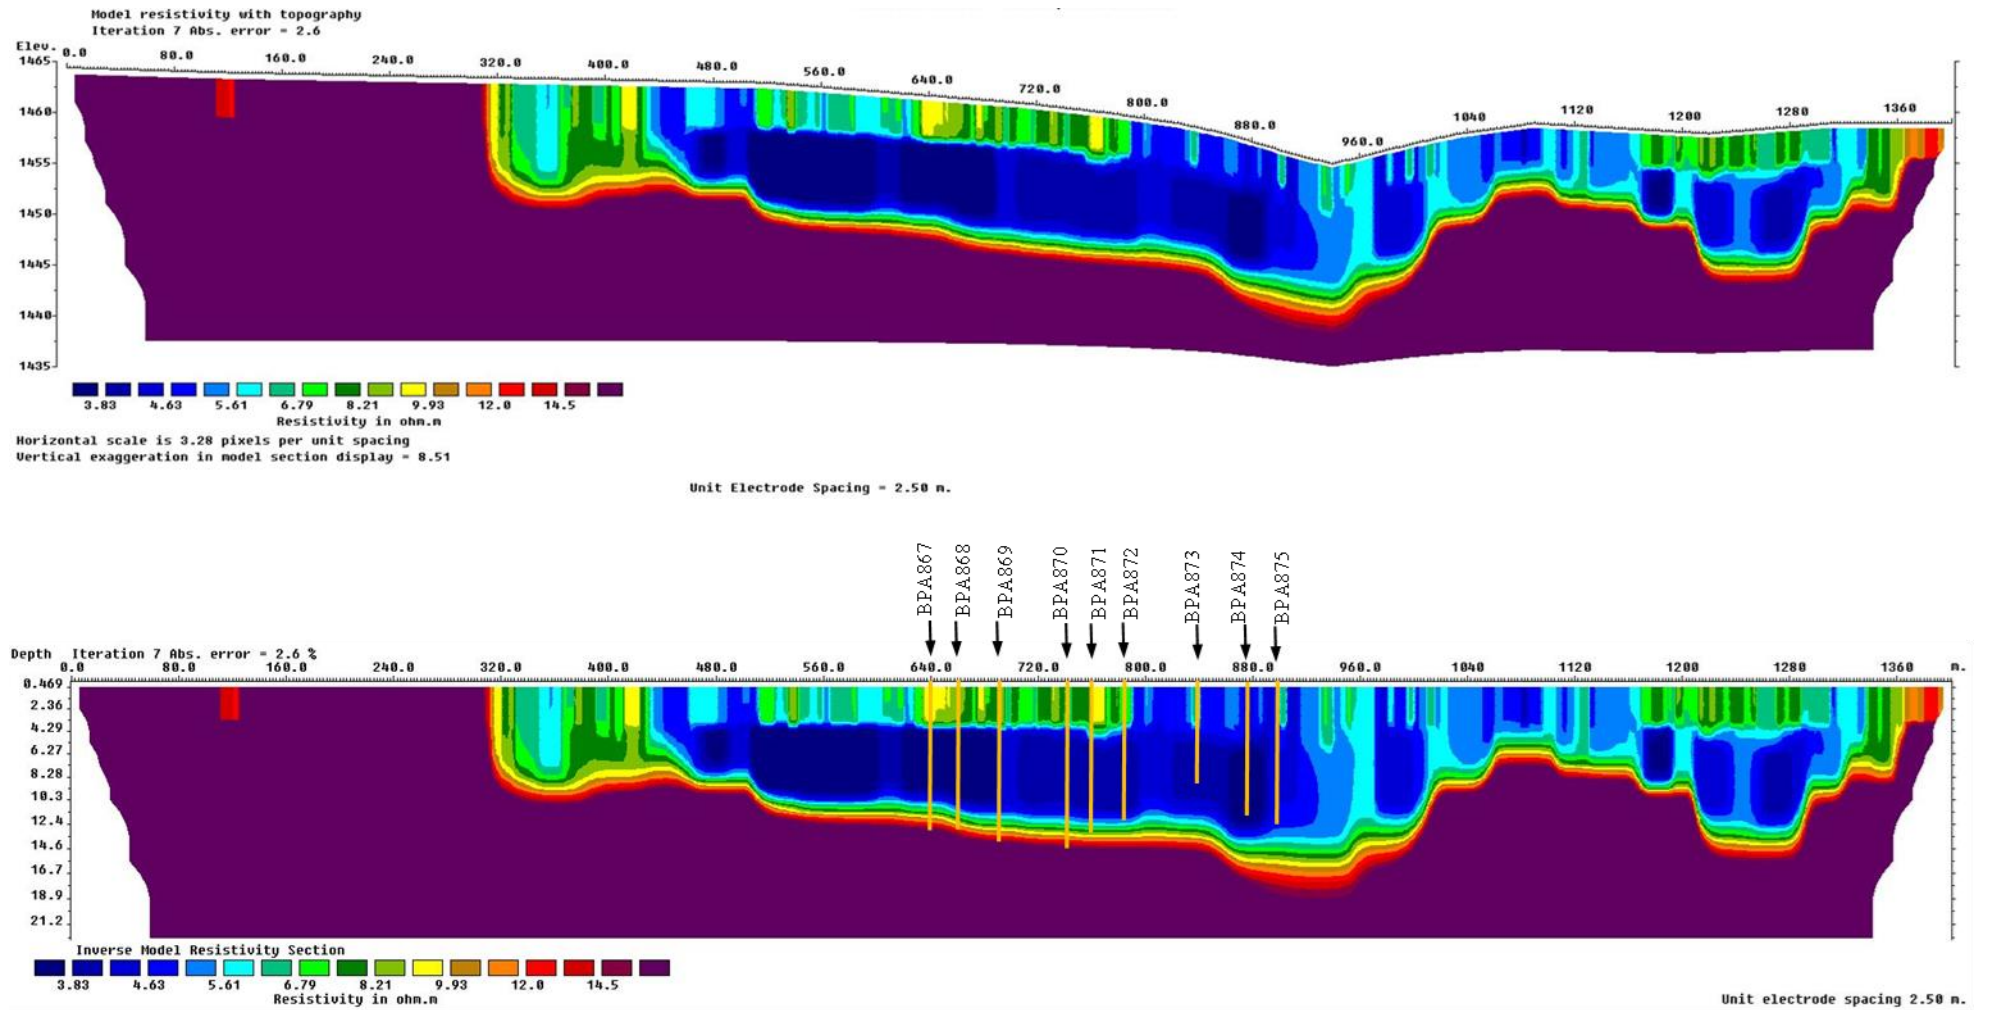 Model resistivity with topography
Iteration 7 Abs. error = 2.6
Elev.
0.0 80.0 160.0 240.0 320.0 400.0 480.0 560.0 640.0 720.0 800.0 880.0 960.0 1040 1120 1200 1280 1360
1465
1460
1455
1450
1445
1440
1435
3.83 4.63 5.61 6.79 8.21 9.93 12.0 14.5
Resistivity in ohm.m
Horizontal scale is 3.28 pixels per unit spacing
Vertical exaggeration in model section display = 8.51
Unit Electrode Spacing = 2.50 m.
BPA867 BPA868 BPA869 BPA870 BPA871 BPA872 BPA873 BPA874 BPA875
Depth Iteration 7 Abs. error = 2.6 %
0.0 80.0 160.0 240.0 320.0 400.0 480.0 560.0 640.0 720.0 800.0 880.0 960.0 1040 1120 1200 1280 1360 m.
0.469
2.36
4.29
6.27
8.28
10.3
12.4
14.6
16.7
18.9
21.2
Inverse Model Resistivity Section
3.83 4.63 5.61 6.79 8.21 9.93 12.0 14.5
Resistivity in ohm.m
Unit electrode spacing 2.50 m.